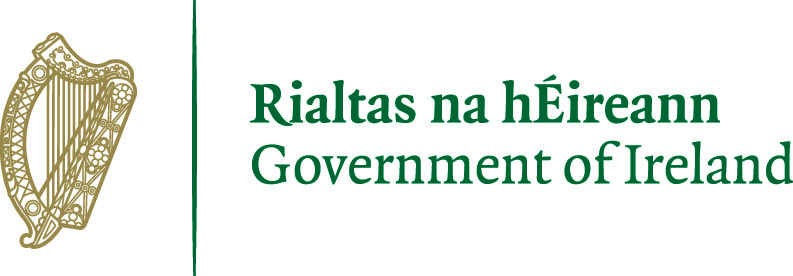 Rialtas na hÉireann
Government of Ireland